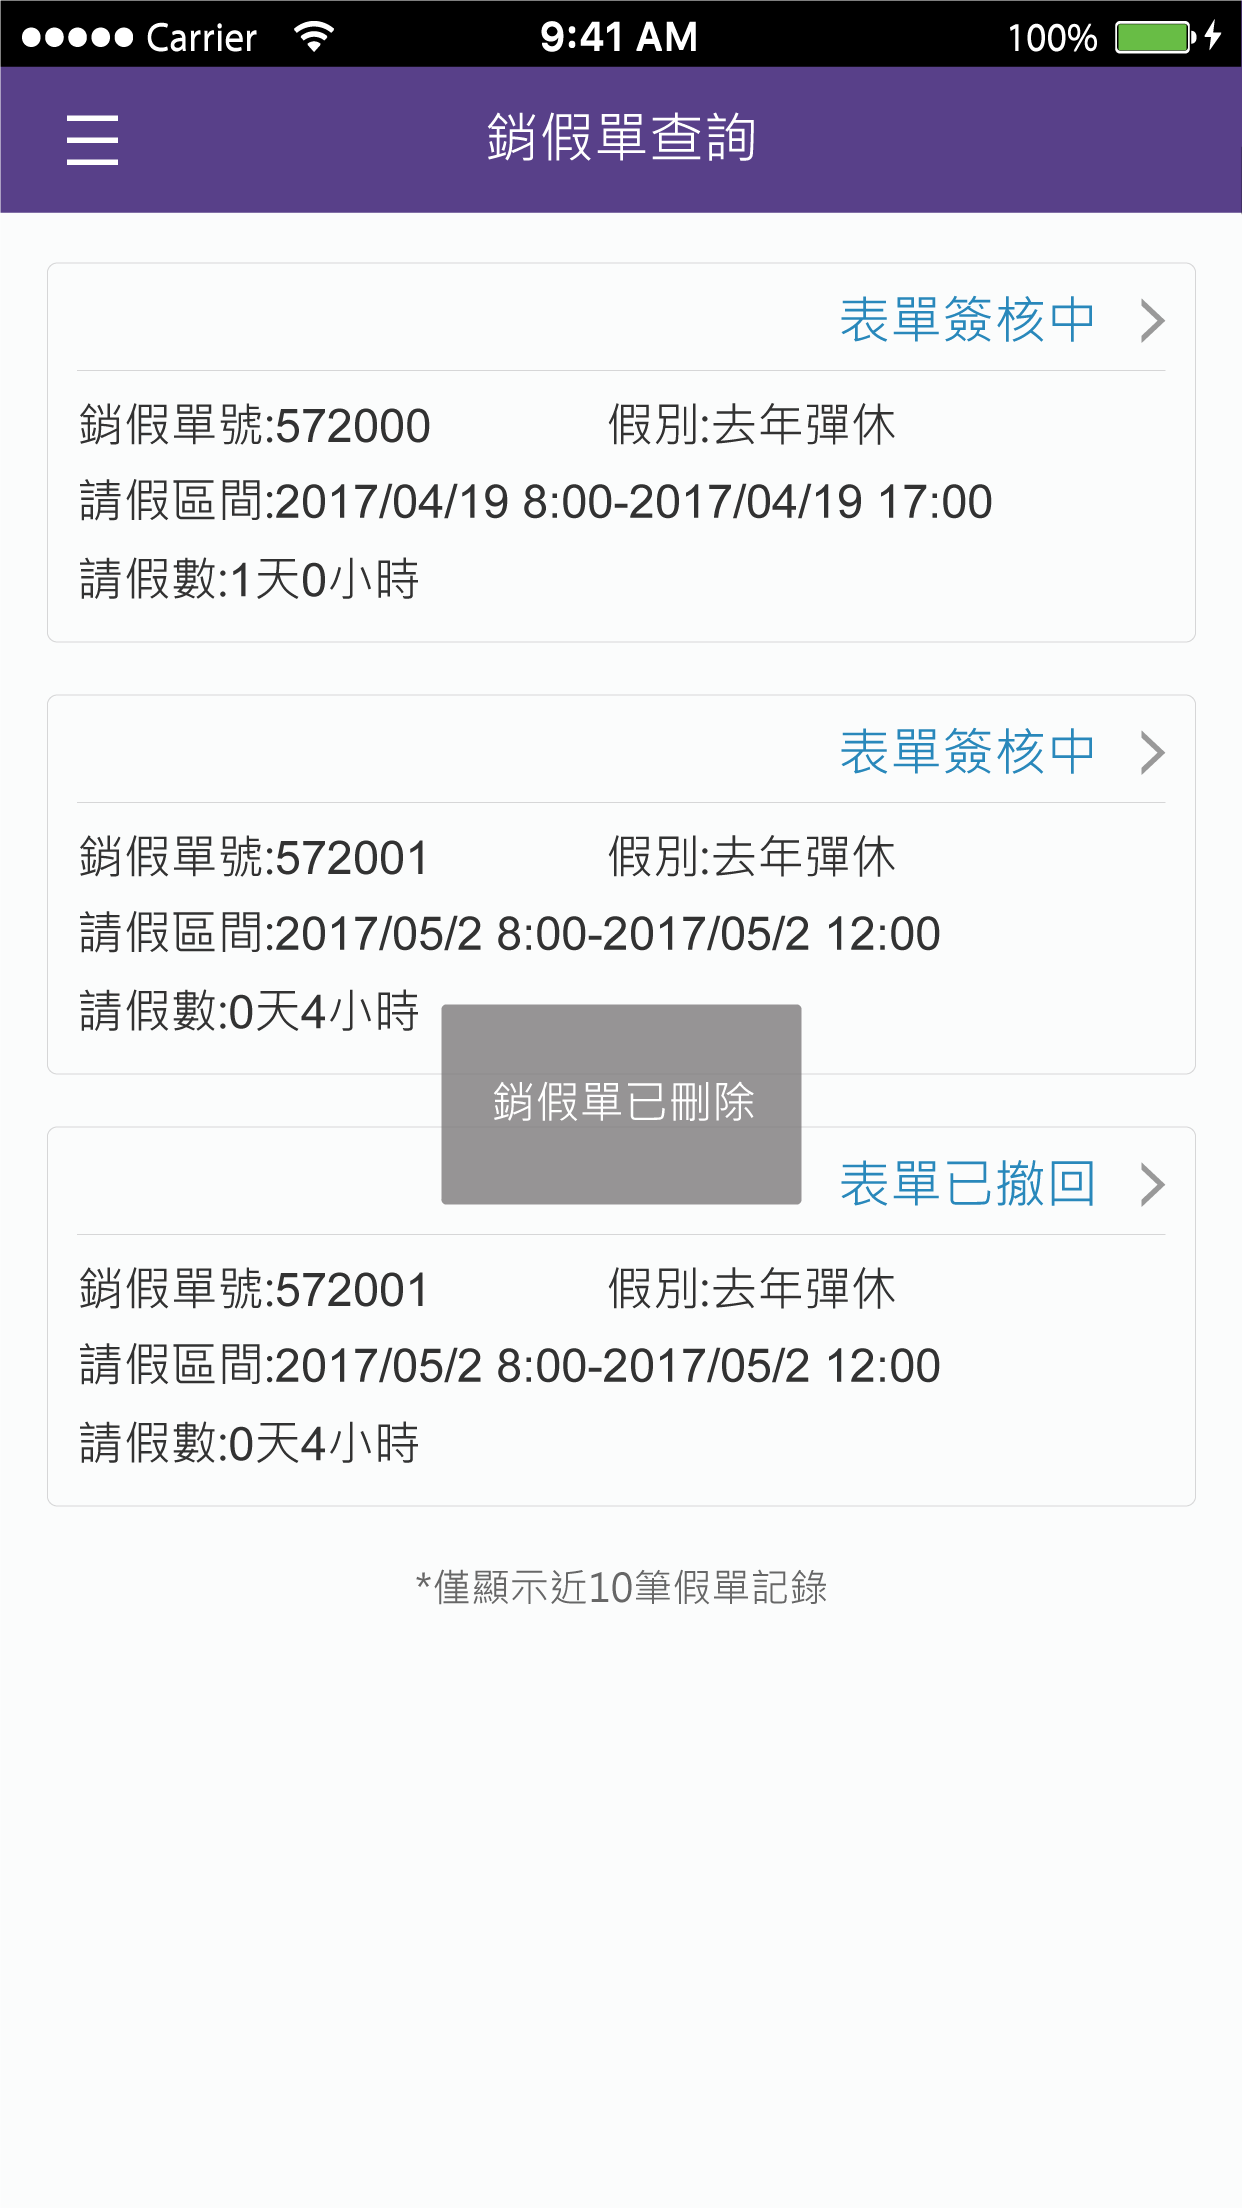 Carrier 9:41 AM 100%
銷假單查詢
表單簽核中
銷假單號:572000 假別:去年彈休
請假區間:2017/04/19 8:00-2017/04/19 17:00
請假數:1天0小時
表單簽核中
銷假單號:572001 假別:去年彈休
請假區間:2017/05/2 8:00-2017/05/2 12:00
請假數:0天4小時
銷假單已刪除
表單已撤回
銷假單號:572001 假別:去年彈休
請假區間:2017/05/2 8:00-2017/05/2 12:00
請假數:0天4小時
*僅顯示近10筆假單記錄